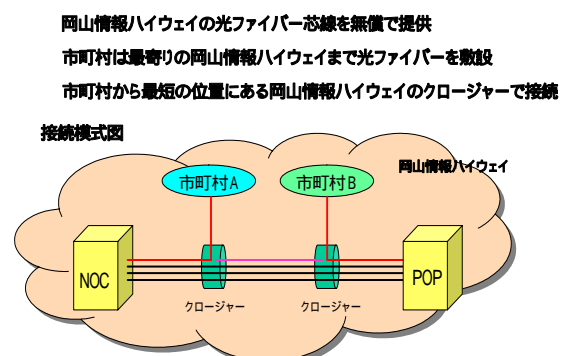 岡山情報ハイウェイの光ファイバー芯線を無償で提供
市町村は最寄りの岡山情報ハイウェイまで光ファイバーを敷設
市町村から最短の位置にある岡山情報ハイウェイのクロージャーで接続
接続模式図
岡山情報ハイウェイ
市町村A
市町村B
NOC
POP
クロージャー
クロージャー